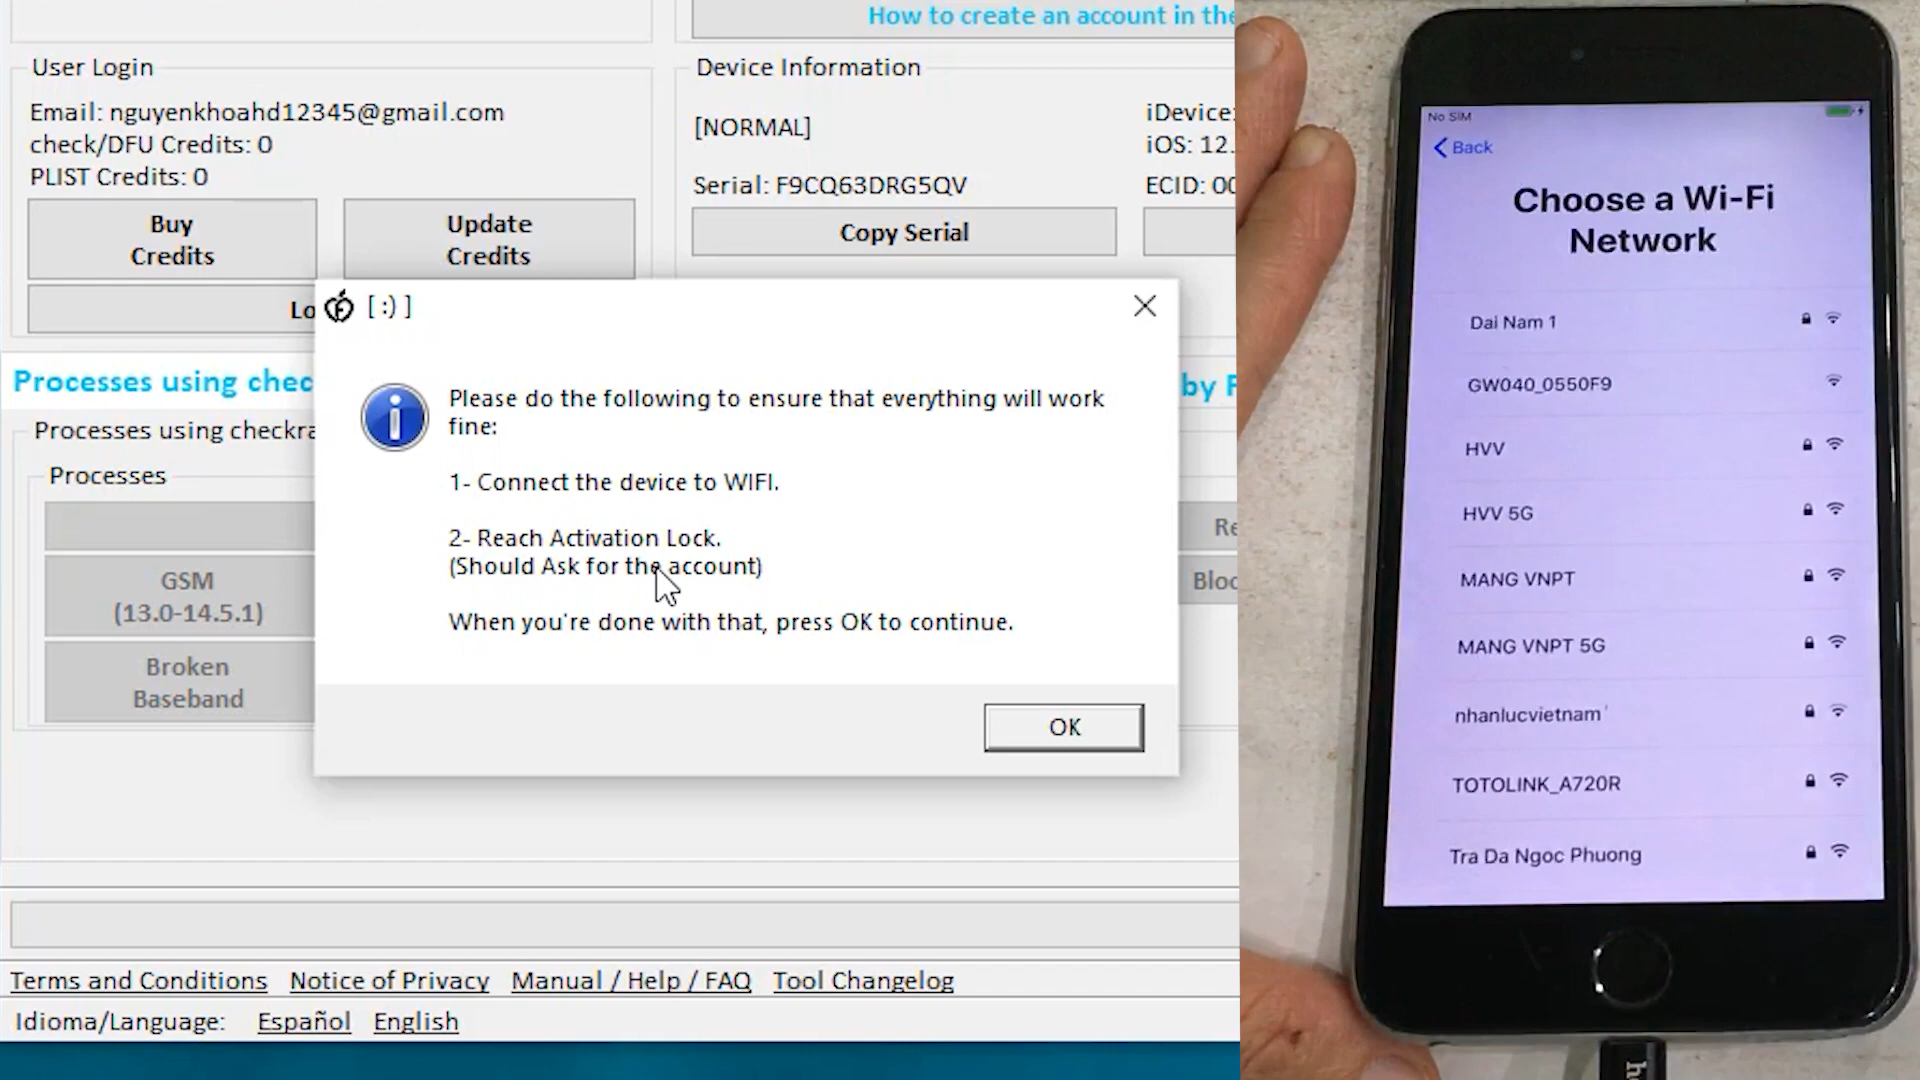 How to create an account in the
User Login
Email: nguyenkhoahd12345@gmail.com
check/DFU Credits: 0
PLIST Credits: 0
Buy
Credits
Update
Credits
Lo
Device Information
[NORMAL]
iDevice:
iOS: 12.
Serial: F9CQ63DRG5QV
ECID: 00
Copy Serial
[ :) ]
Please do the following to ensure that everything will work
fine:
1- Connect the device to WIFI.
2- Reach Activation Lock.
(Should Ask for the account)
When you're done with that, press OK to continue.
OK
Processes using chec
by F
Processes using checkra
Processes
GSM
(13.0-14.5.1)
Broken
Baseband
Re
Bloc
Terms and Conditions Notice of Privacy Manual / Help / FAQ Tool Changelog
Idioma/Language: Español English
No SIM
Back
Choose a Wi-Fi
Network
Dai Nam 1
GW040_0550F9
HVV
HVV 5G
MANG VNPT
MANG VNPT 5G
nhanlucvietnam
TOTOLINK_A720R
Tra Da Ngoc Phuong